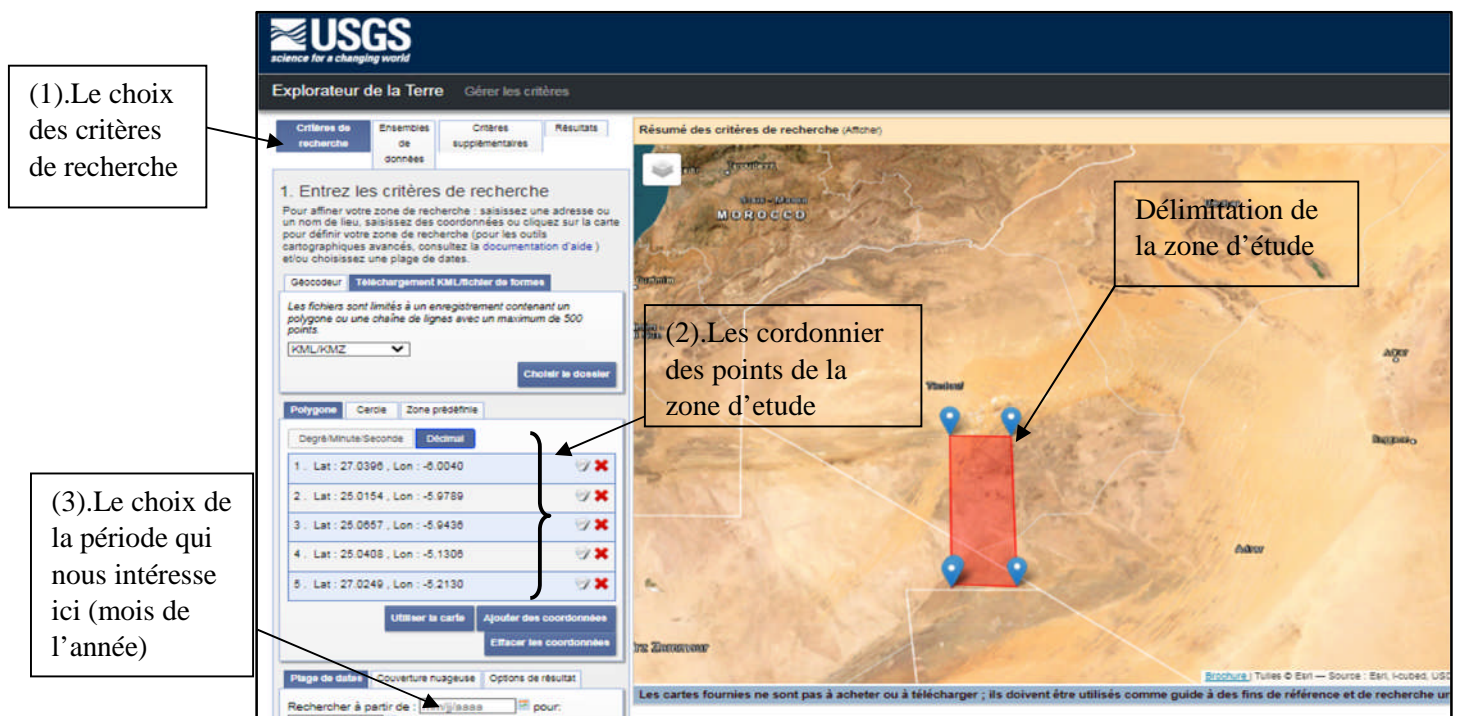 USGS
science for a changing world
Explorateur de la Terre Gérer les critères
(1).Le choix
des critères
de recherche
Critères de
recherche
Ensembles
de
données
Critères
supplémentaires
Résultats
1. Entrez les critères de recherche
Pour affiner votre zone de recherche : saisissez une adresse ou
un nom de lieu, saisissez des coordonnées ou cliquez sur la carte
pour définir votre zone de recherche (pour les outils
cartographiques avancés, consultez la documentation d'aide )
et/ou choisissez une plage de dates.
Géocodeur Téléchargement KML/fichier de formes
Les fichiers sont limités à un enregistrement contenant un
polygone ou une chaîne de lignes avec un maximum de 500
points.
KML/KMZ
Choisir le dossier
Polygone Cercle Zone prédéfinie
Degré/Minute/Seconde Décimal
1 . Lat : 27.0396 , Lon : -6.0040
2 . Lat : 25.0154 , Lon : -5.9789
3 . Lat : 25.0657 , Lon : -5.9436
4 . Lat : 25.0408 , Lon : -5.1306
5 . Lat : 27.0249 , Lon : -5.2130
Utiliser la carte Ajouter des coordonnées
Effacer les coordonnées
(3).Le choix de
la période qui
nous intéresse
ici (mois de
l'année)
Plage de dates Couverture nuageuse Options de résultat
Rechercher à partir de : mm/jj/aaaa pour:
Résumé des critères de recherche (Afficher)
MOROCCO
Délimitation de
la zone d'étude
(2).Les cordonnier
des points de la
zone d'etude
Tindouf
Adrar
Brochure | Tuiles © Esri — Source : Esri, i-cubed, USD
Les cartes fournies ne sont pas à acheter ou à télécharger ; ils doivent être utilisés comme guide à des fins de référence et de recherche un